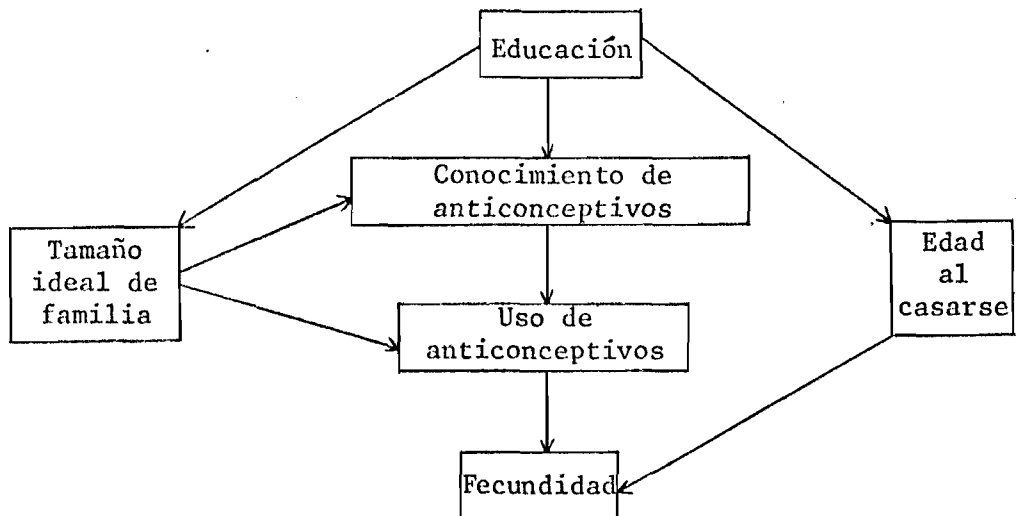 Educación
Conocimiento de
anticonceptivos
Tamaño
ideal de
familia
Edad
al
casarse
Uso de
anticonceptivos
Fecundidad